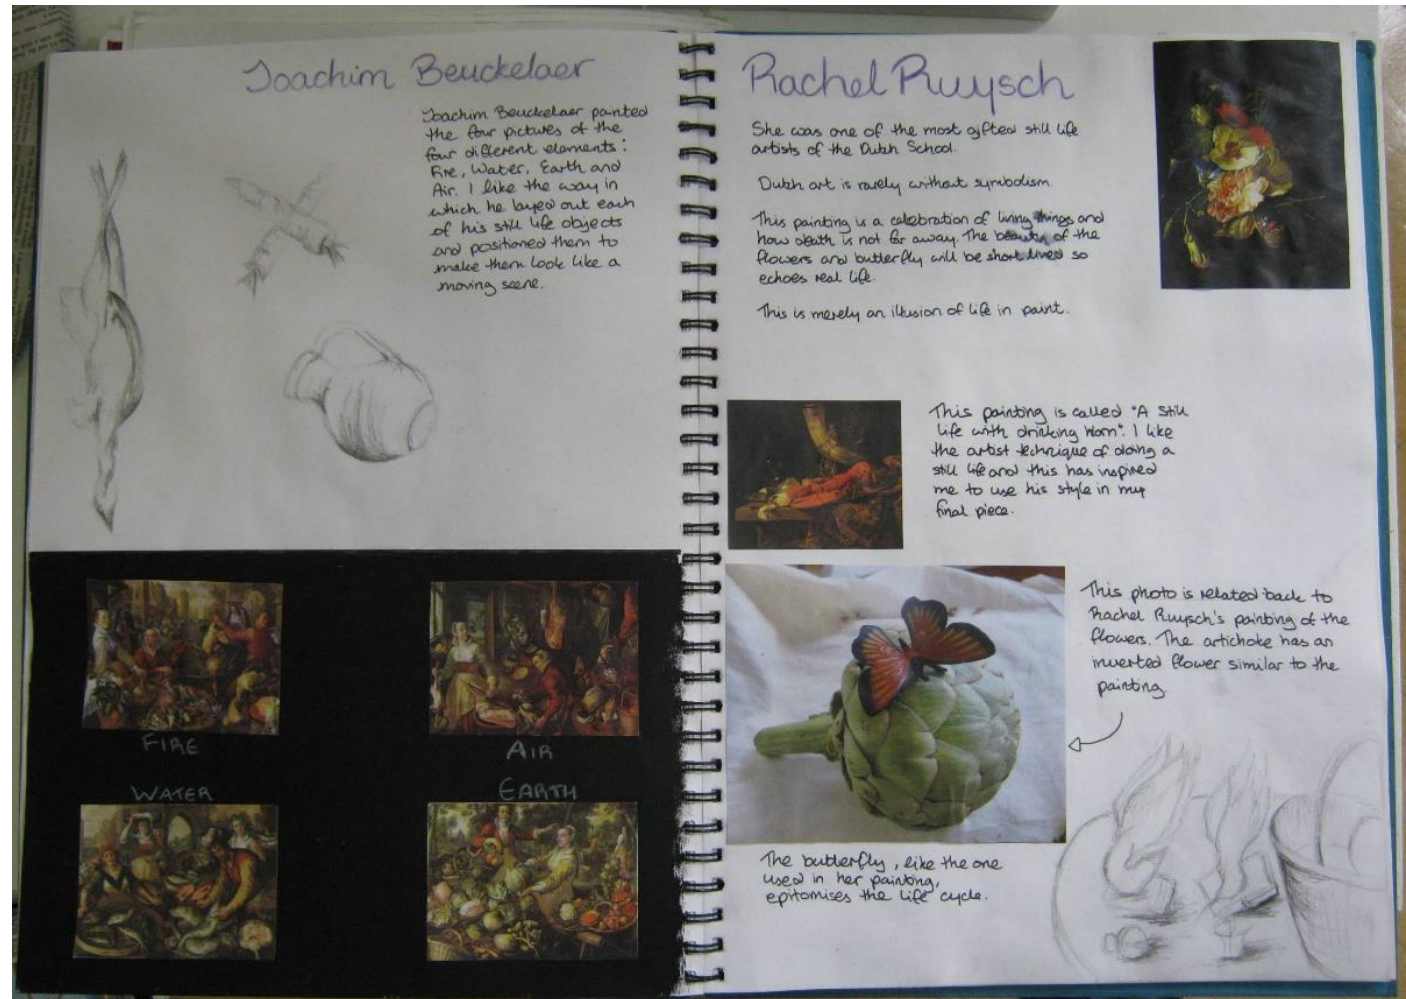 Joachim Beuckelaer
Joachim Beuckelaer painted
the four pictures of the
four different elements:
Fire, Water, Earth and
Air. I like the way in
which he layed out each
of his still life objects
and positioned them to
make them look like a
moving scene.
FIRE
AIR
WATER
EARTH
Rachel Ruysch
She was one of the most gifted still life
artists of the Dutch School.
Dutch art is rarely without symbolism.
This painting is a celebration of living things and
how death is not far away. The beauty of the
flowers and butterfly will be short lived so
echoes real life.
This is merely an illusion of life in paint.
This painting is called "A Still
life with drinking Horn". I like
the artist technique of doing a
still life and this has inspired
me to use his style in my
final piece.
This photo is related back to
Rachel Ruysch's painting of the
flowers. The artichoke has an
inverted flower similar to the
painting.
The butterfly, like the one
used in her painting,
epitomises the life cycle.